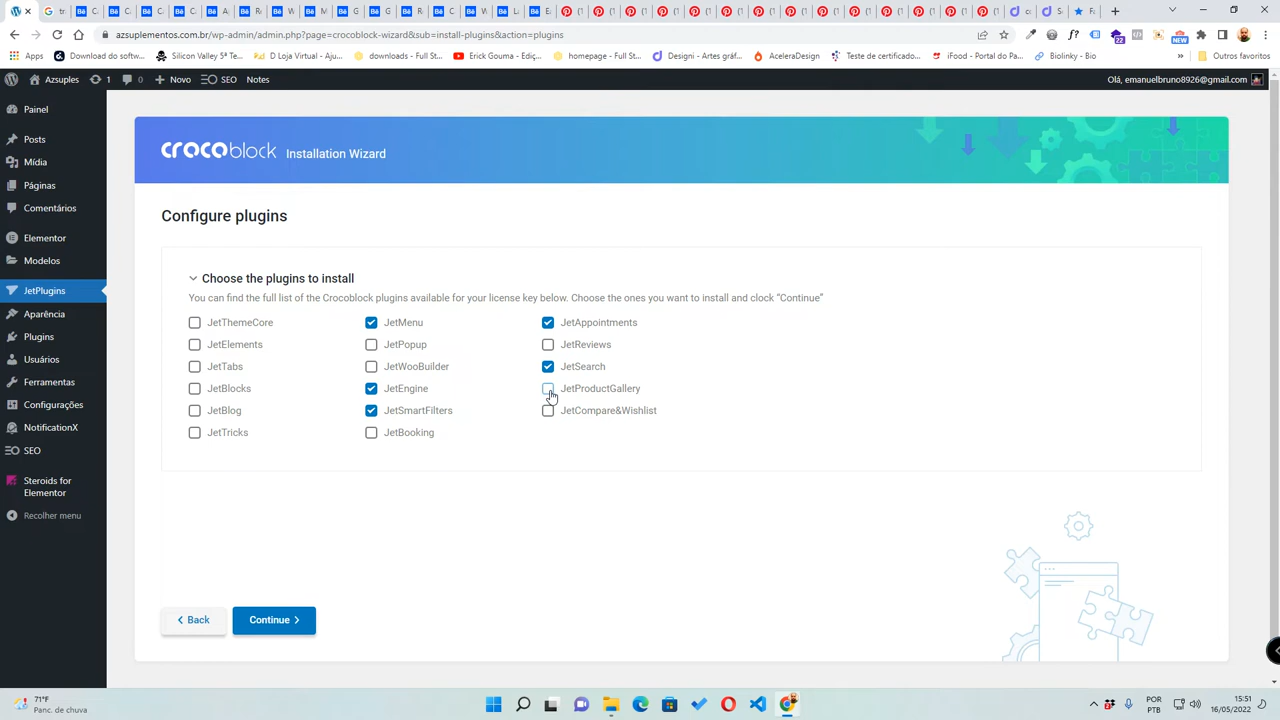 azsuplementos.com.br/wp-admin/admin.php?page=crocoblock-wizard&sub=install-plugins&action=plugins
Apps
Download do softw...
Silicon Valley 5ª Te...
D Loja Virtual - Aju...
downloads - Full St...
Erick Gouma - Ediç...
homepage - Full St...
Designi - Artes gráf...
AceleraDesign
Teste de certificado...
iFood - Portal do Pa...
Biolinky - Bio
Outros favoritos
Azsuples
1
0
Novo
SEO
Notes
Olá, emanuelbruno8926@gmail.com
Painel
Posts
Mídia
Páginas
Comentários
Elementor
Modelos
JetPlugins
Aparência
Plugins
Usuários
Ferramentas
Configurações
NotificationX
SEO
Steroids for
Elementor
Recolher menu
crocoblock Installation Wizard
Configure plugins
Choose the plugins to install
You can find the full list of the Crocoblock plugins available for your license key below. Choose the ones you want to install and clock “Continue”
JetThemeCore
JetElements
JetTabs
JetBlocks
JetBlog
JetTricks
JetMenu
JetPopup
JetWooBuilder
JetEngine
JetSmartFilters
JetBooking
JetAppointments
JetReviews
JetSearch
JetProductGallery
JetCompare&Wishlist
Back
Continue
71°F
Panc. de chuva
POR
PTB
15:51
16/05/2022